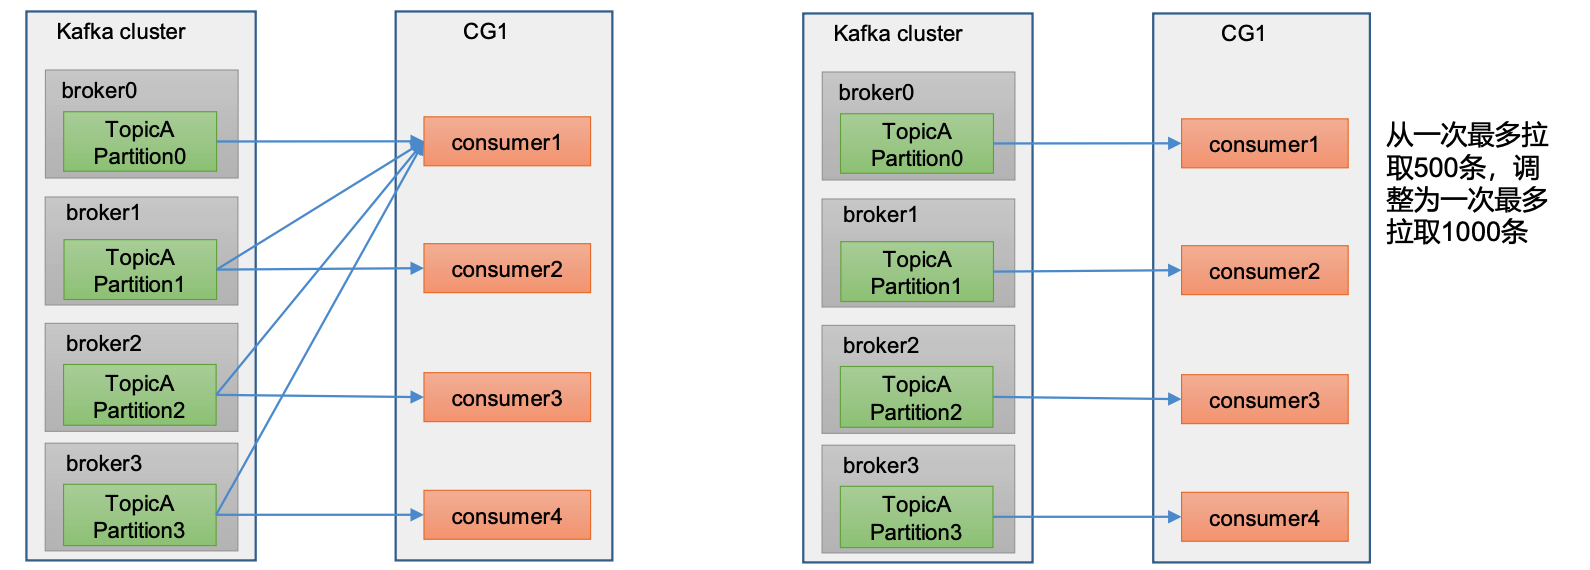 Kafka cluster
broker0
TopicA
Partition0
broker1
TopicA
Partition1
broker2
TopicA
Partition2
broker3
TopicA
Partition3
CG1
consumer1
consumer2
consumer3
consumer4
Kafka cluster
broker0
TopicA
Partition0
broker1
TopicA
Partition1
broker2
TopicA
Partition2
broker3
TopicA
Partition3
CG1
consumer1
consumer2
consumer3
consumer4
从一次最多拉
取500条，调
整为一次最多
拉取1000条